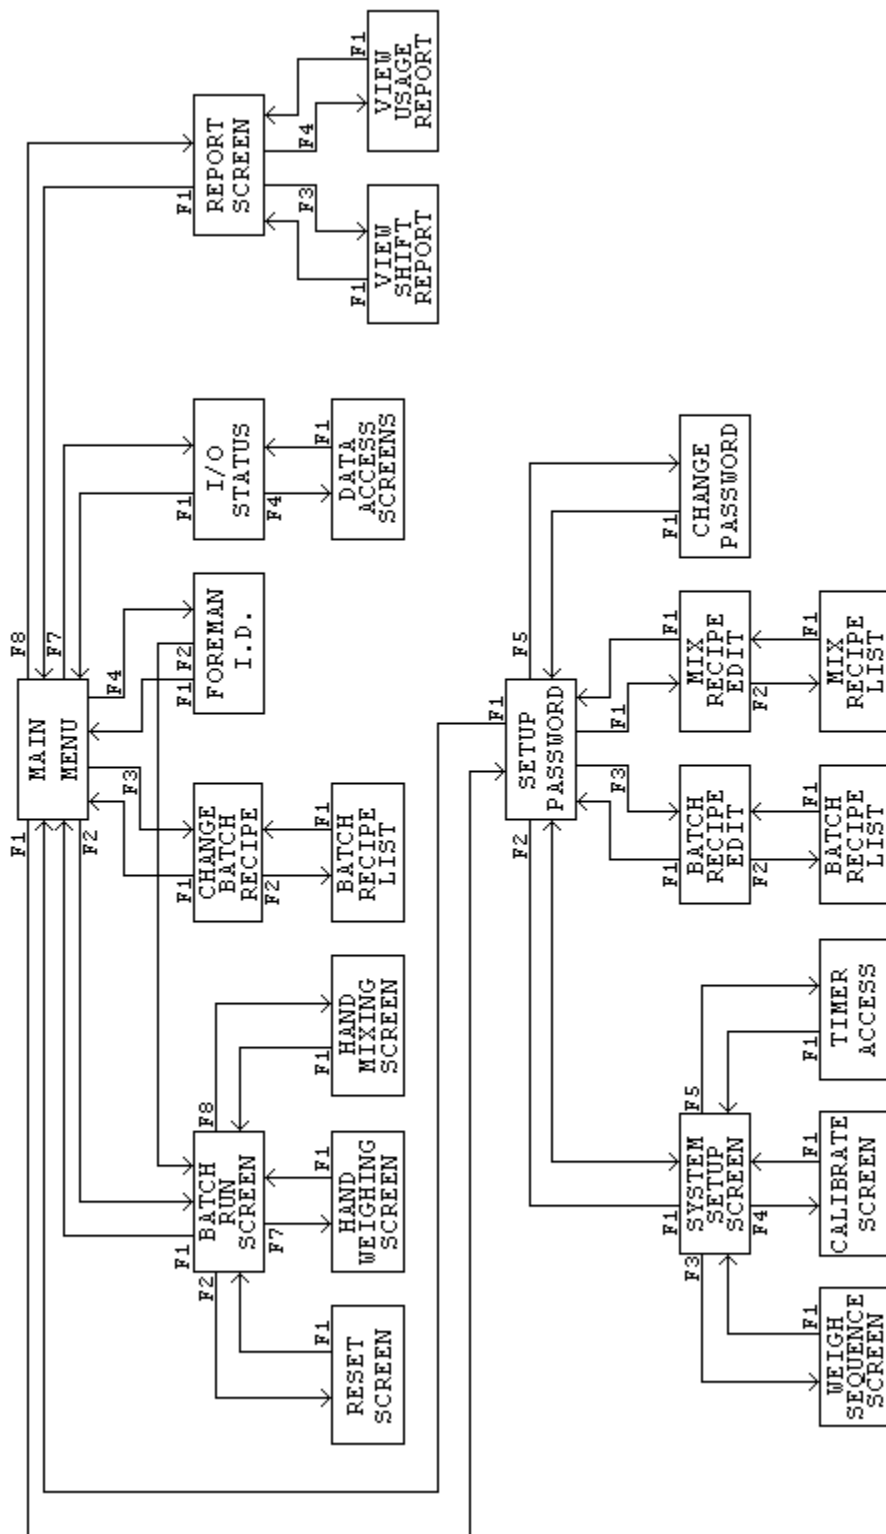 F1
F8
MAIN
MENU
F7
F2
F4
F3
F1
BATCH
RUN
SCREEN
F2
F8
F7
F1
CHANGE
BATCH
RECIPE
F2
F1
F2
FOREMAN
I.D.
F1
I/O
STATUS
F4
F1
REPORT
SCREEN
F3
F4
F1
RESET
SCREEN
F1
HAND
WEIGHING
SCREEN
F1
HAND
MIXING
SCREEN
F1
BATCH
RECIPE
LIST
F1
DATA
ACCESS
SCREENS
F1
VIEW
SHIFT
REPORT
F1
VIEW
USAGE
REPORT
F1
SETUP
PASSWORD
F2
F5
F3
F1
F1
SYSTEM
SETUP
SCREEN
F3
F5
F4
F1
BATCH
RECIPE
EDIT
F2
F1
MIX
RECIPE
EDIT
F2
F1
CHANGE
PASSWORD
F1
WEIGH
SEQUENCE
SCREEN
F1
CALIBRATE
SCREEN
F1
TIMER
ACCESS
F1
BATCH
RECIPE
LIST
F1
MIX
RECIPE
LIST